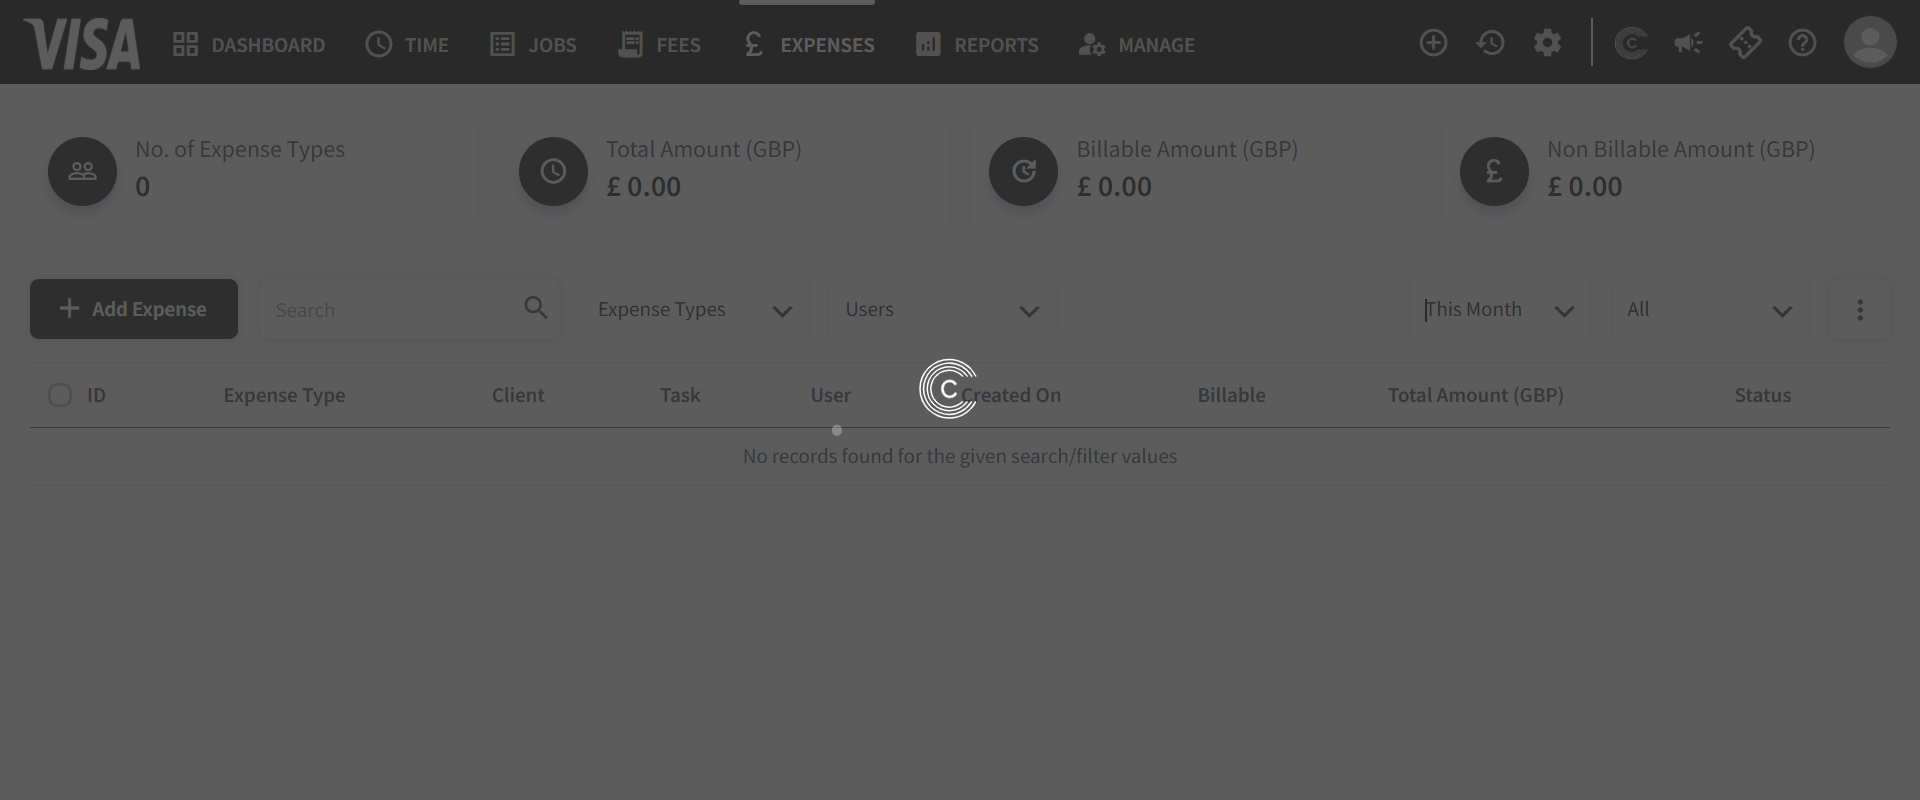 VISA DASHBOARD TIME JOBS FEES £ EXPENSES REPORTS MANAGE C ?
No. of Expense Types
0
Total Amount (GBP)
£ 0.00
Billable Amount (GBP)
£ 0.00
£
Non Billable Amount (GBP)
£ 0.00
+ Add Expense Search Expense Types Users This Month All
ID Expense Type Client Task User Created On Billable Total Amount (GBP) Status
C
No records found for the given search/filter values